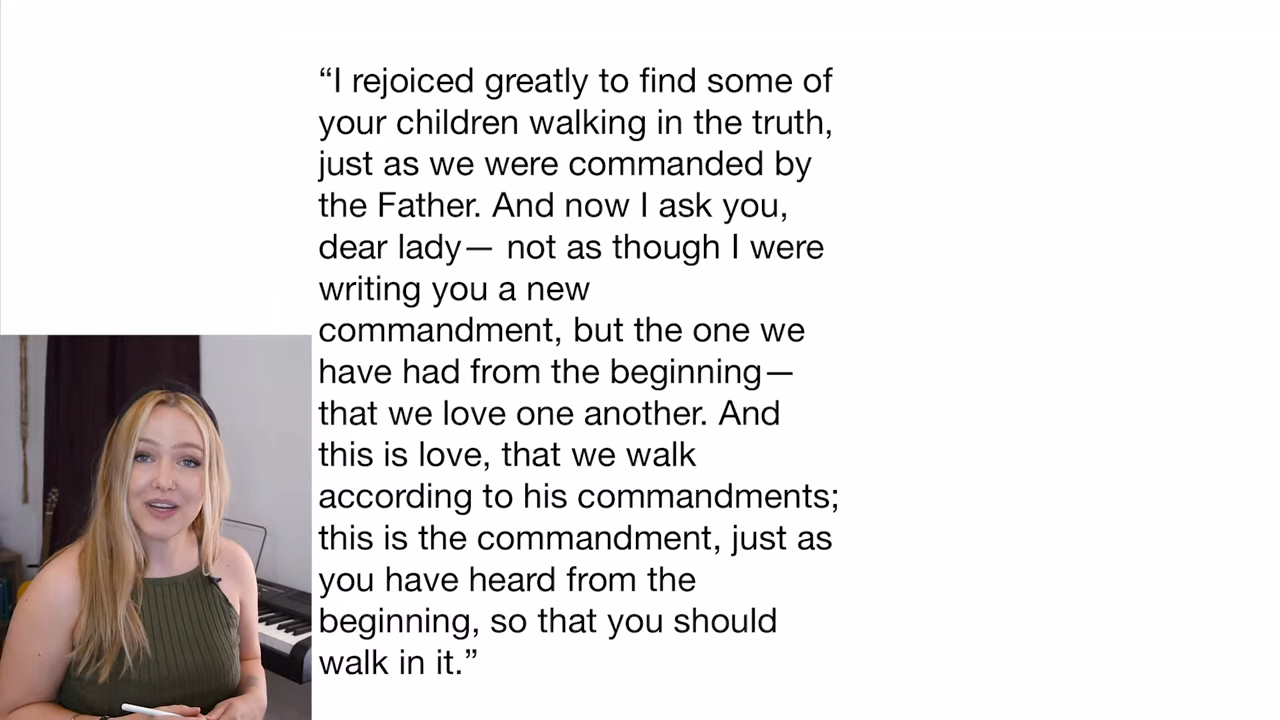 “I rejoiced greatly to find some of
your children walking in the truth,
just as we were commanded by
the Father. And now I ask you,
dear lady— not as though I were
writing you a new
commandment, but the one we
have had from the beginning—
that we love one another. And
this is love, that we walk
according to his commandments;
this is the commandment, just as
you have heard from the
beginning, so that you should
walk in it.”